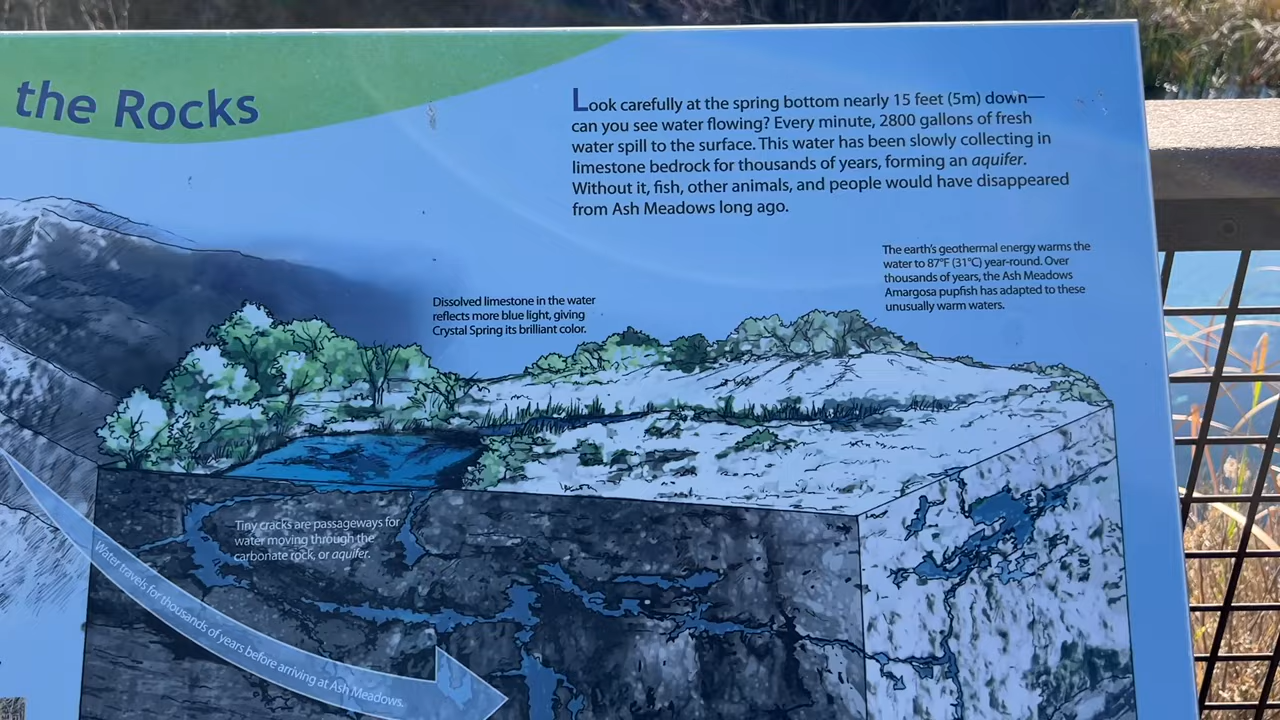 the Rocks
Look carefully at the spring bottom nearly 15 feet (5m) down—
can you see water flowing? Every minute, 2800 gallons of fresh
water spill to the surface. This water has been slowly collecting in
limestone bedrock for thousands of years, forming an aquifer.
Without it, fish, other animals, and people would have disappeared
from Ash Meadows long ago.
The earth's geothermal energy warms the
water to 87°F (31°C) year-round. Over
thousands of years, the Ash Meadows
Amargosa pupfish has adapted to these
unusually warm waters.
Dissolved limestone in the water
reflects more blue light, giving
Crystal Spring its brilliant color.
Tiny cracks are passageways for
water moving through the
carbonate rock, or aquifer.
Water travels for thousands of years before arriving at Ash Meadows.